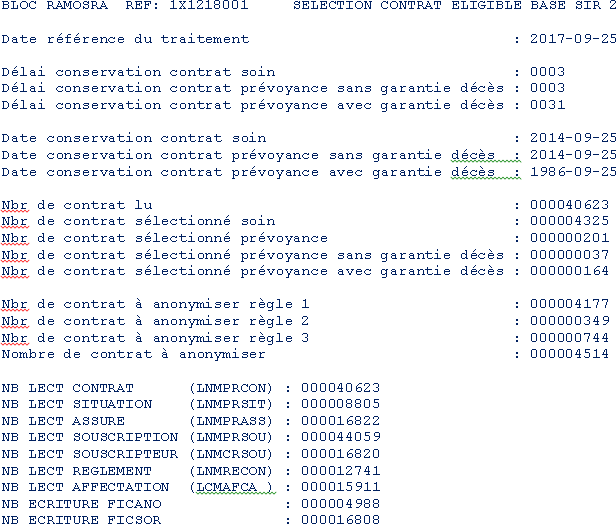 BLOC RAMOSRA REF: 1X1218001 SELECTION CONTRAT ELIGIBLE BASE SIR 2
Date référence du traitement : 2017-09-25
Délai conservation contrat soin : 0003
Délai conservation contrat prévoyance sans garantie décès : 0003
Délai conservation contrat prévoyance avec garantie décès : 0031
Date conservation contrat soin : 2014-09-25
Date conservation contrat prévoyance sans garantie décès : 2014-09-25
Date conservation contrat prévoyance avec garantie décès : 1986-09-25
Nbr de contrat lu : 000040623
Nbr de contrat sélectionné soin : 000004325
Nbr de contrat sélectionné prévoyance : 000000201
Nbr de contrat sélectionné prévoyance sans garantie décès : 000000037
Nbr de contrat sélectionné prévoyance avec garantie décès : 000000164
Nbr de contrat à anonymiser règle 1 : 000004177
Nbr de contrat à anonymiser règle 2 : 000000349
Nbr de contrat à anonymiser règle 3 : 000000744
Nombre de contrat à anonymiser : 000004514
NB LECT CONTRAT (LNMPRCON) : 000040623
NB LECT SITUATION (LNMPRSIT) : 000008805
NB LECT ASSURE (LNMPRASS) : 000016822
NB LECT SOUSCRIPTION (LNMPRSOU) : 000044059
NB LECT SOUSCRIPTEUR (LNMCRSOU) : 000016820
NB LECT REGLEMENT (LNMRECON) : 000012741
NB LECT AFFECTATION (LCMAFCA ) : 000015911
NB ECRITURE FICANO : 000004988
NB ECRITURE FICSOR : 000016808